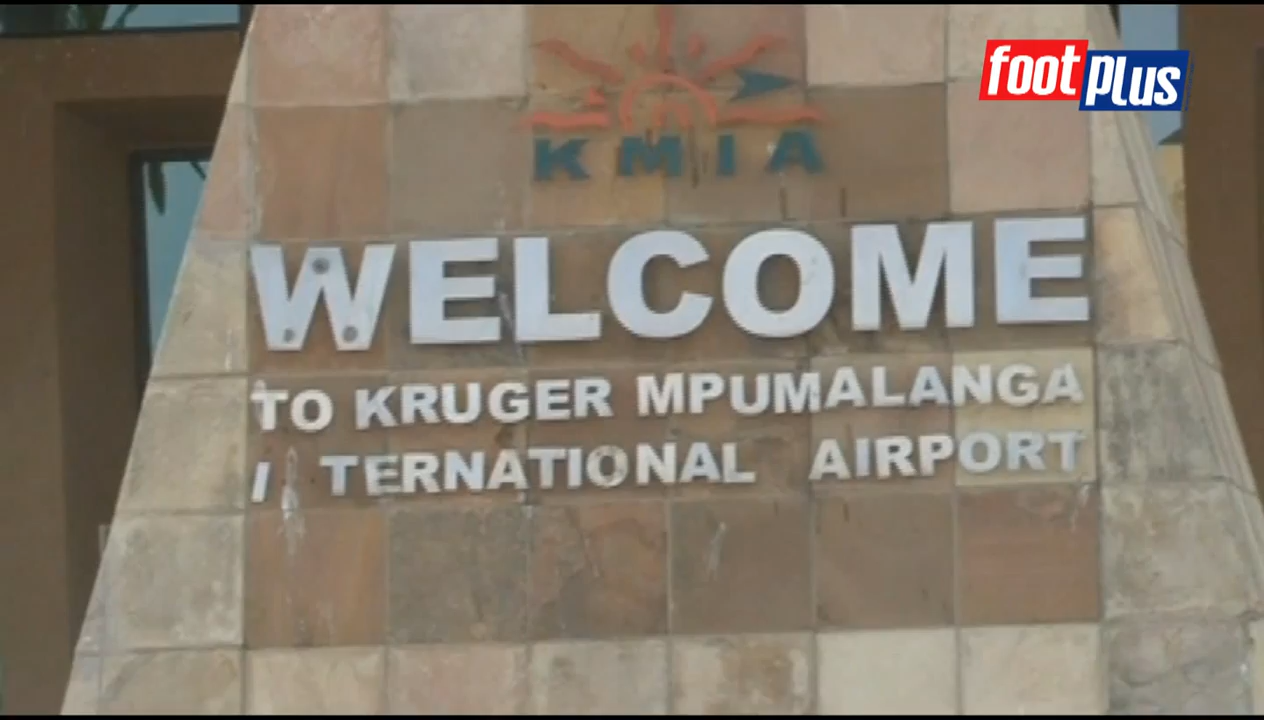 foot plus
KMIA
WELCOME
TO KRUGER MPUMALANGA
I TERNATIONAL AIRPORT